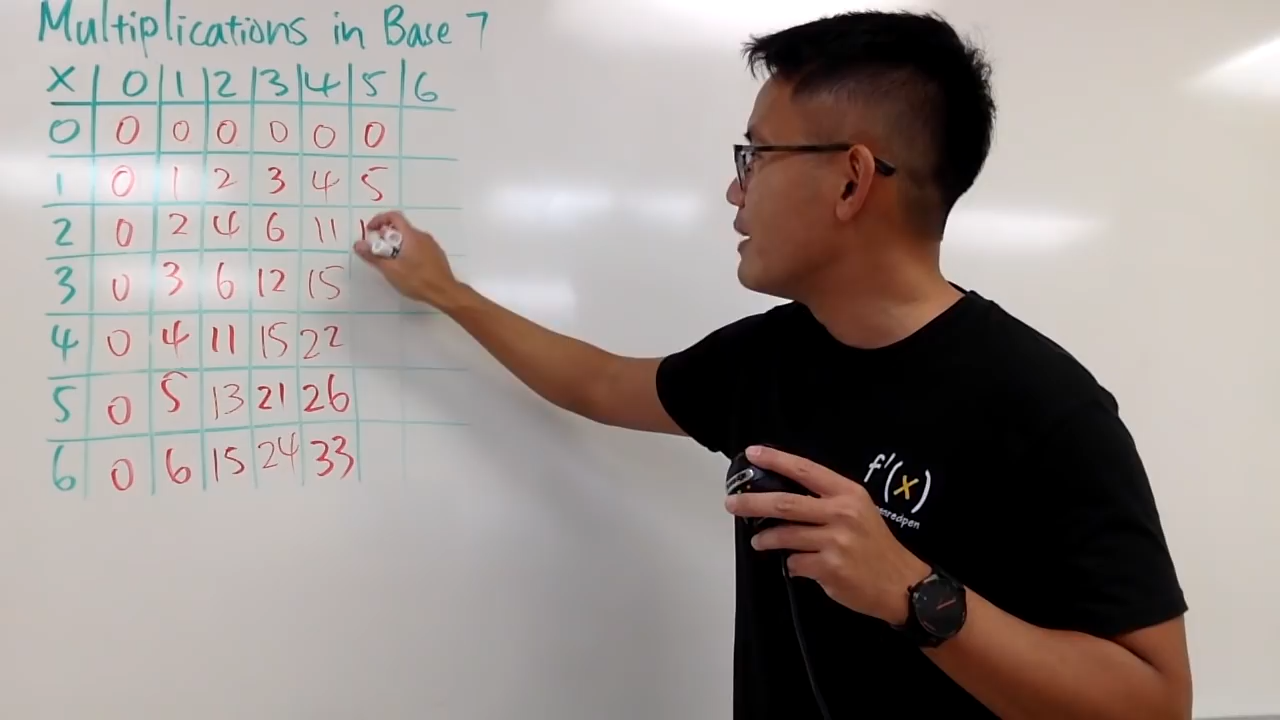 Multiplications in Base 7
X 0 1 2 3 4 5 6
0 0 0 0 0 0 0
1 0 1 2 3 4 5
2 0 2 4 6 11 1
3 0 3 6 12 15
4 0 4 11 15 22
5 0 5 13 21 26
6 0 6 15 24 33
f'(x)